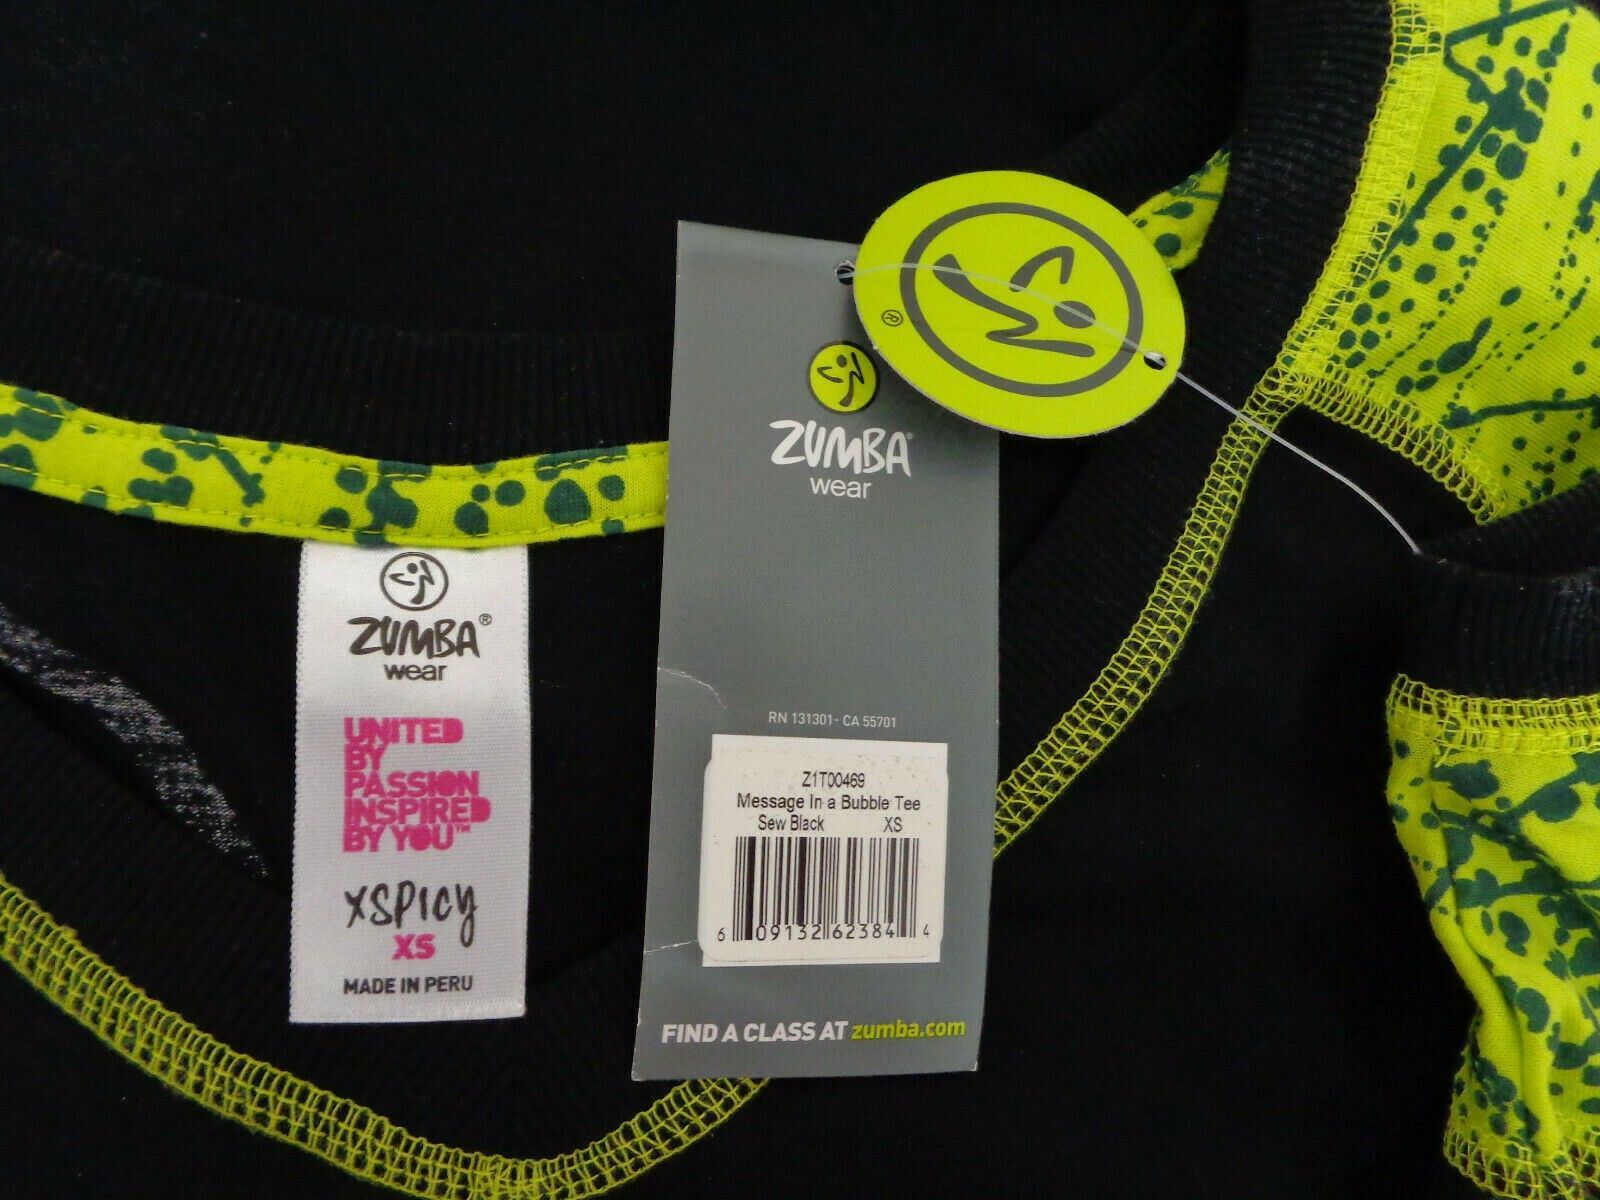 ZUMBA®
wear
UNITED
BY
PASSION
INSPIRED
BY YOU™
XSPICY
XS
MADE IN PERU
®
ZUMBA®
wear
RN 131301- CA 55701
Z1T00469
Message In a Bubble Tee
Sew Black XS
6 09132 62384 4
FIND A CLASS AT zumba.com